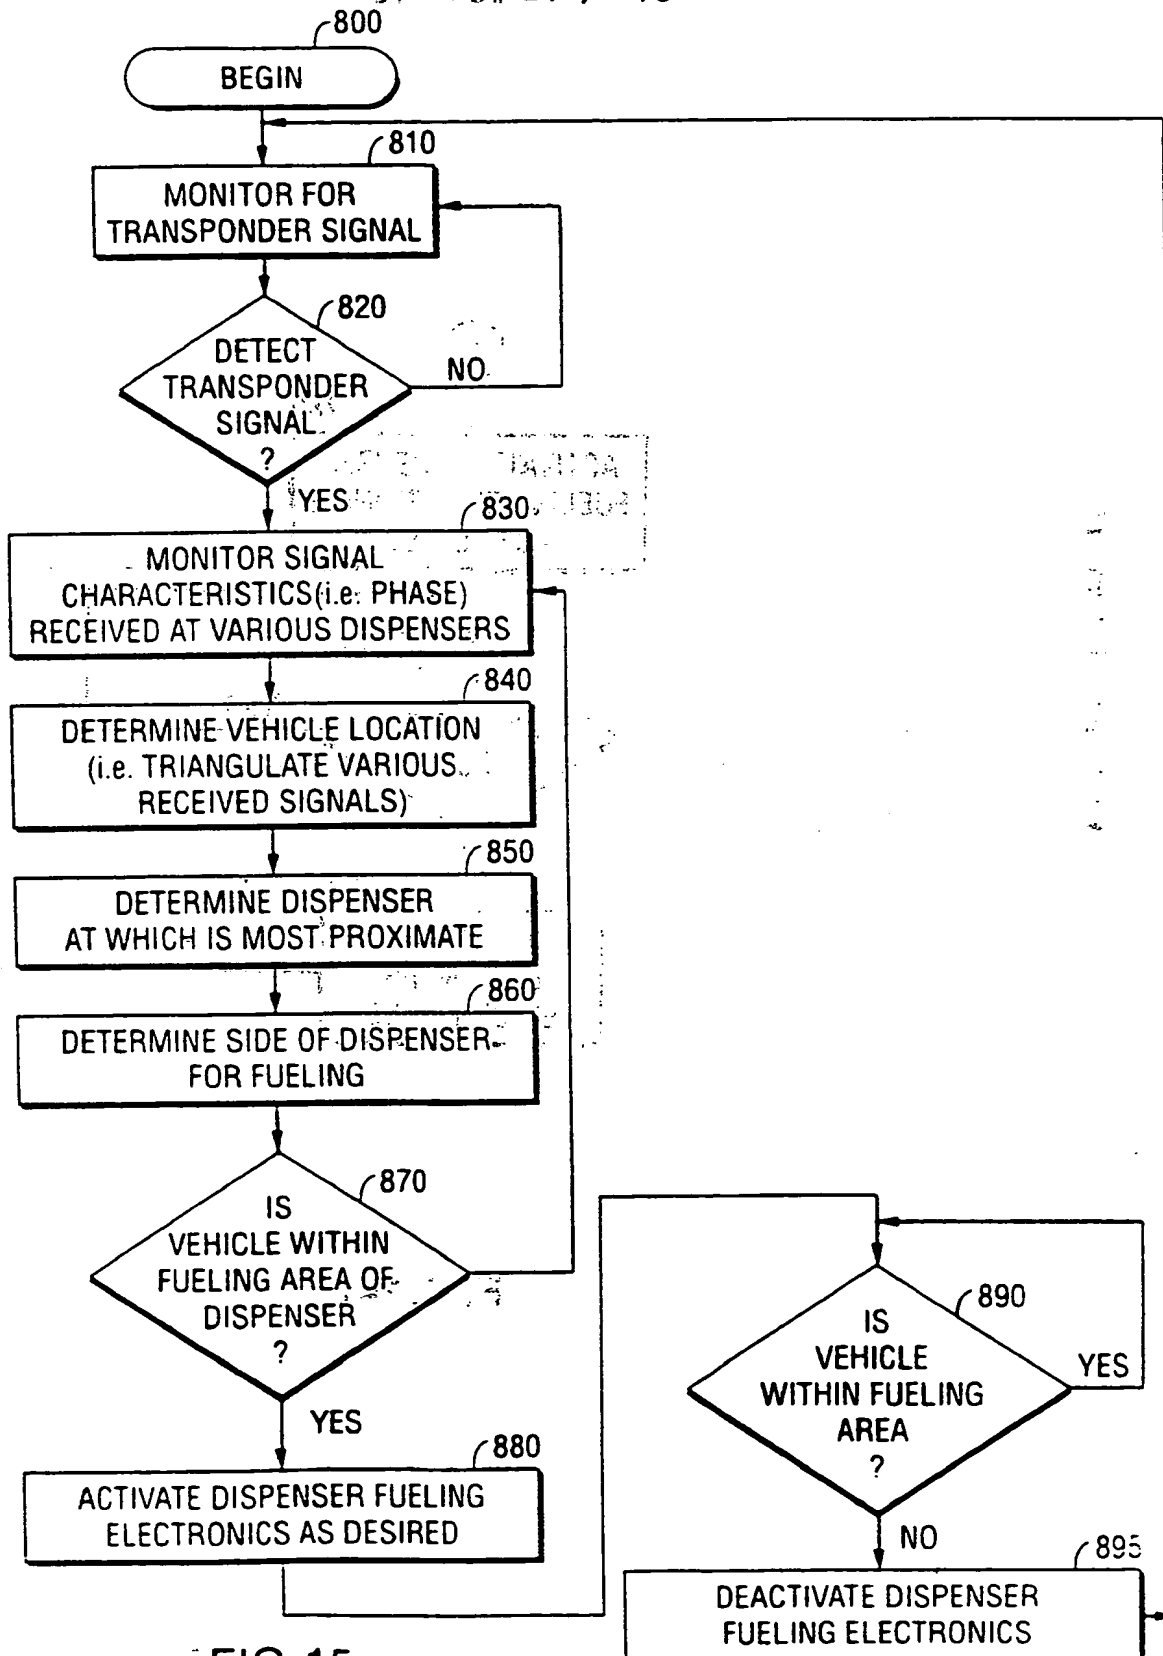 800
BEGIN
810
MONITOR FOR
TRANSPONDER SIGNAL
820
DETECT
TRANSPONDER
SIGNAL
?
NO
YES
830
MONITOR SIGNAL
CHARACTERISTICS(i.e. PHASE)
RECEIVED AT VARIOUS DISPENSERS
840
DETERMINE VEHICLE LOCATION
(i.e. TRIANGULATE VARIOUS
RECEIVED SIGNALS)
850
DETERMINE DISPENSER
AT WHICH IS MOST PROXIMATE
860
DETERMINE SIDE OF DISPENSER
FOR FUELING
870
IS
VEHICLE WITHIN
FUELING AREA OF
DISPENSER
?
YES
880
ACTIVATE DISPENSER FUELING
ELECTRONICS AS DESIRED
890
IS
VEHICLE
WITHIN FUELING
AREA
?
YES
NO
895
DEACTIVATE DISPENSER
FUELING ELECTRONICS
FIG. 15